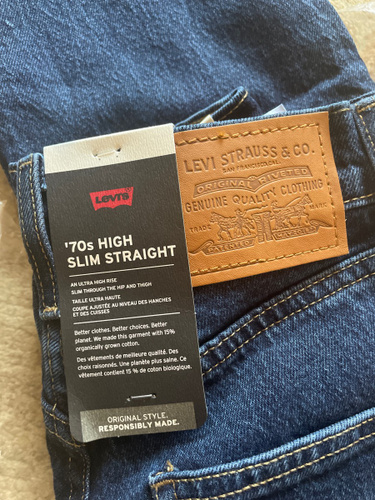 Levi's
'70s HIGH
SLIM STRAIGHT
AN ULTRA HIGH RISE
SLIM THROUGH THE HIP AND THIGH
TAILLE ULTRA HAUTE
COUPE AJUSTÉE AU NIVEAU DES HANCHES
ET DES CUISSES
Better clothes. Better choices. Better
planet. We made this garment with 15%
organically grown cotton.
Des vêtements de meilleure qualité. Des
choix raisonnés. Une planète plus saine. Ce
vêtement contient 15 % de coton biologique.
ORIGINAL STYLE.
RESPONSIBLY MADE.
LEVI STRAUSS & CO.
SAN FRANCISCO, CAL.
ORIGINAL RIVETED
GENUINE QUALITY CLOTHING
TRADE MARK
PATENTED